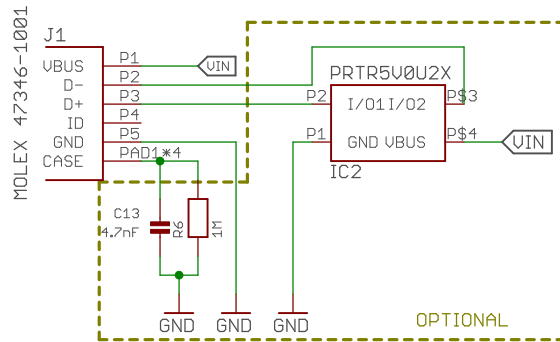 J1
MOLEX 47346-1001
VBUS P1 VIN
D- P2
D+ P3
ID P4
GND P5
CASE PAD1*4
PRTR5V0U2X
P2 I/O1 I/O2 P$3
P1 GND VBUS P$4 VIN
IC2
C13
4.7nF
R6
1M
GND GND GND
OPTIONAL